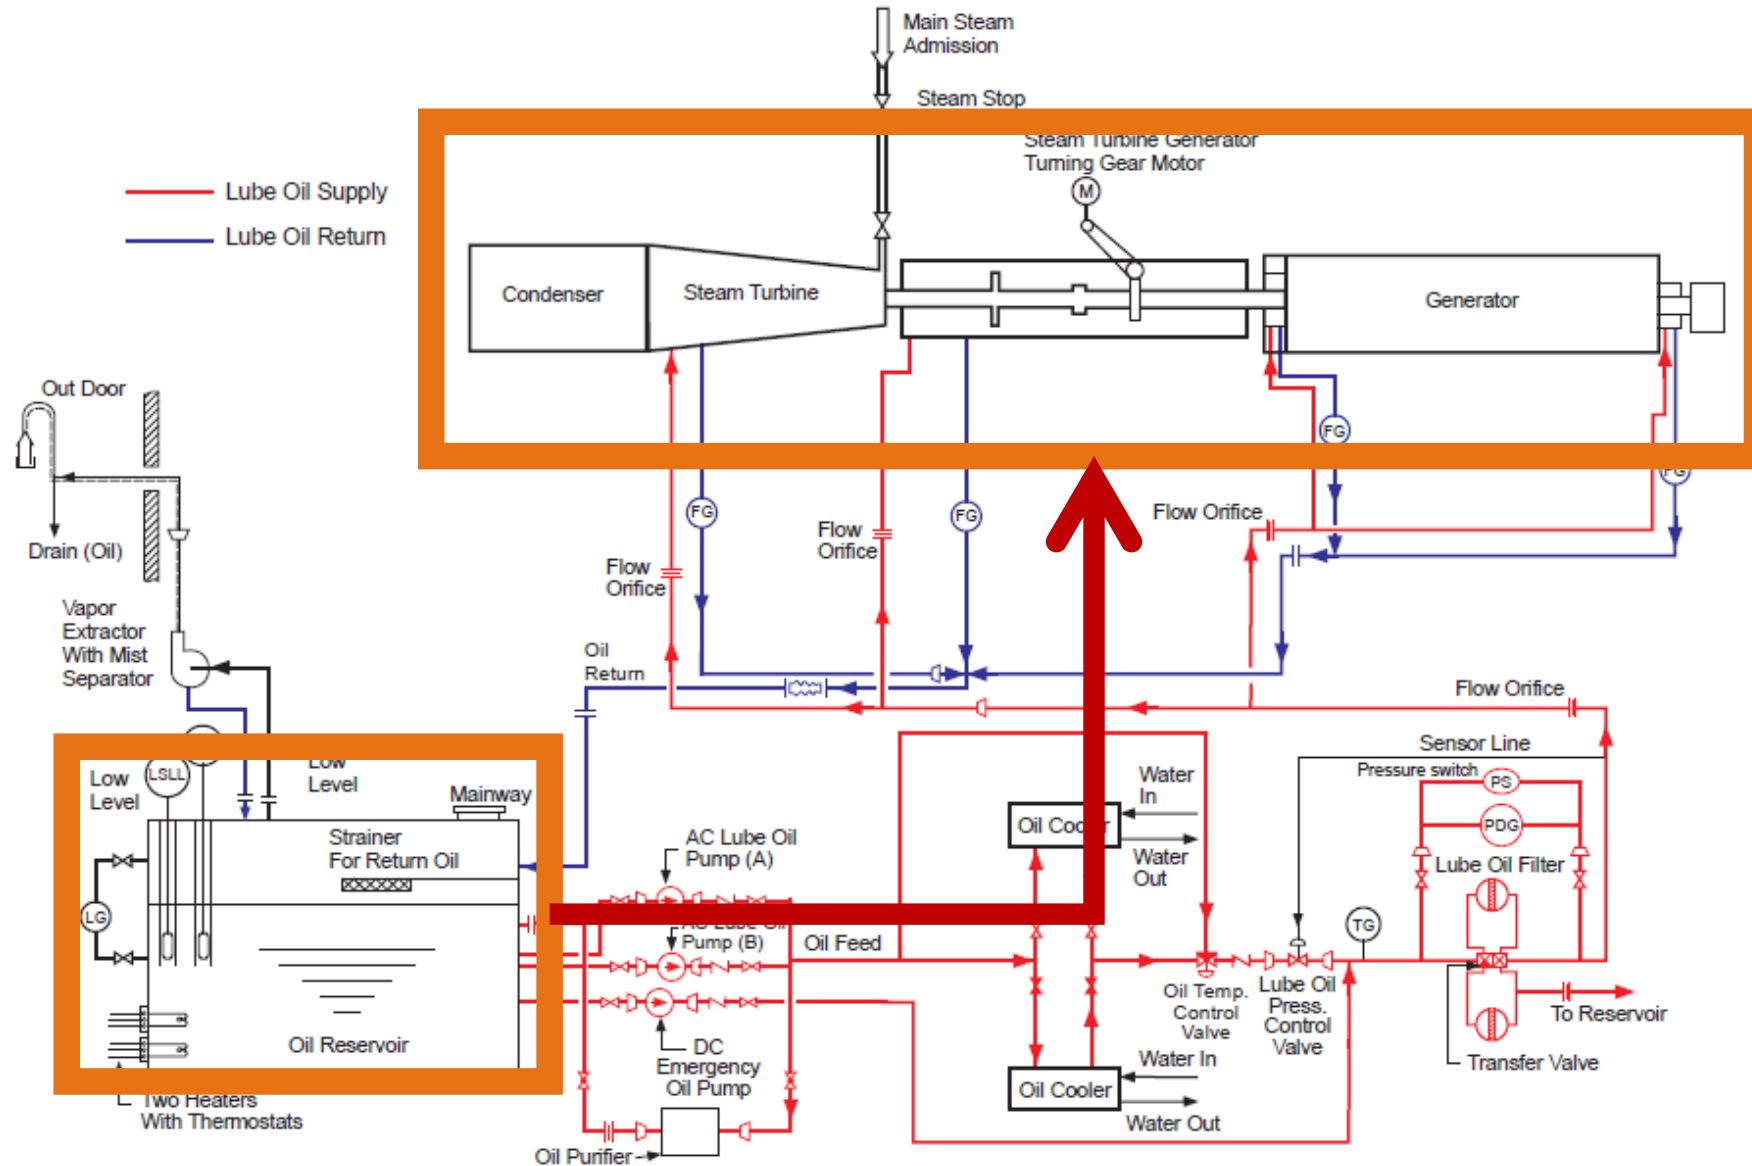 Main Steam
Admission
Steam Stop
Steam Turbine Generator
Turning Gear Motor
M
Lube Oil Supply
Lube Oil Return
Condenser
Steam Turbine
Generator
Out Door
FG
FG
FG
FG
Flow Orifice
Flow
Orifice
Flow
Orifice
Drain (Oil)
Vapor
Extractor
With Mist
Separator
Oil
Return
Flow Orifice
Sensor Line
Pressure switch
PS
PDG
Lube Oil Filter
Low
Level
LSLL
Low
Level
Mainway
Strainer
For Return Oil
LG
Oil Reservoir
Two Heaters
With Thermostats
AC Lube Oil
Pump (A)
AC Lube Oil
Pump (B)
Oil Feed
DC
Emergency
Oil Pump
Oil Purifier
Water
In
Oil Cooler
Water
Out
TG
Oil Temp.
Control
Valve
Lube Oil
Press.
Control
Valve
To Reservoir
Transfer Valve
Water In
Oil Cooler
Water Out